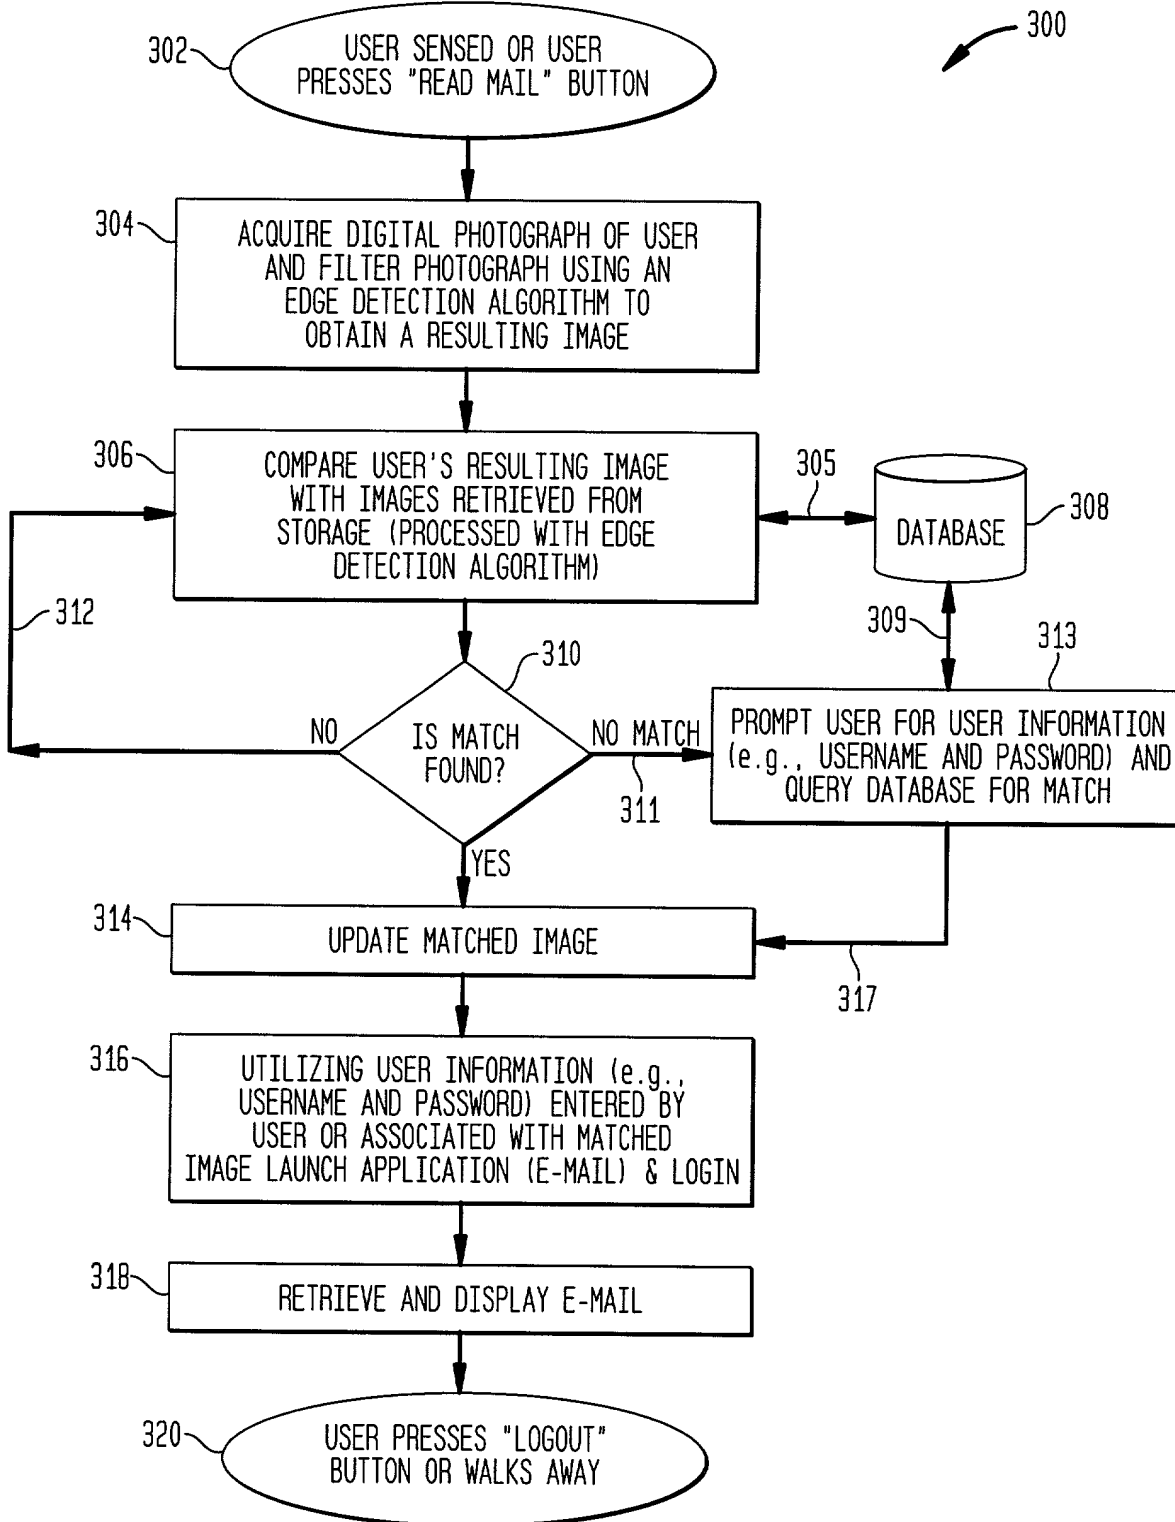 300
302
USER SENSED OR USER
PRESSES "READ MAIL" BUTTON
304
ACQUIRE DIGITAL PHOTOGRAPH OF USER
AND FILTER PHOTOGRAPH USING AN
EDGE DETECTION ALGORITHM TO
OBTAIN A RESULTING IMAGE
306
COMPARE USER'S RESULTING IMAGE
WITH IMAGES RETRIEVED FROM
STORAGE (PROCESSED WITH EDGE
DETECTION ALGORITHM)
305
DATABASE
308
312
309
310
313
NO
IS MATCH
FOUND?
NO MATCH
311
PROMPT USER FOR USER INFORMATION
(e.g., USERNAME AND PASSWORD) AND
QUERY DATABASE FOR MATCH
YES
314
UPDATE MATCHED IMAGE
317
316
UTILIZING USER INFORMATION (e.g.,
USERNAME AND PASSWORD) ENTERED BY
USER OR ASSOCIATED WITH MATCHED
IMAGE LAUNCH APPLICATION (E-MAIL) & LOGIN
318
RETRIEVE AND DISPLAY E-MAIL
320
USER PRESSES "LOGOUT"
BUTTON OR WALKS AWAY